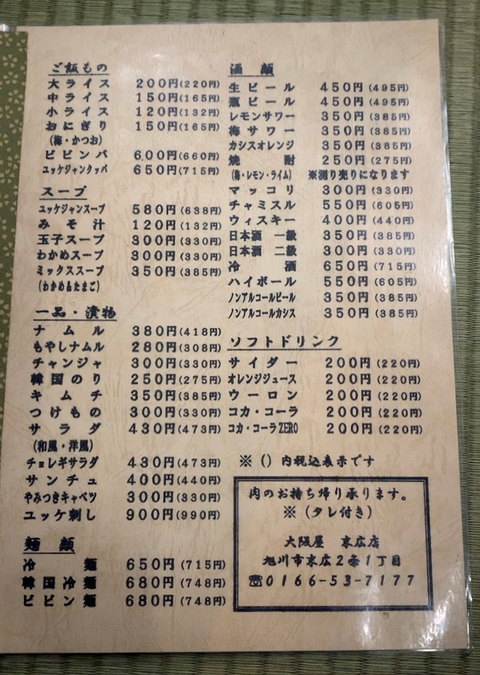 ご飯もの
大ライス 200円(220円)
中ライス 150円(165円)
小ライス 120円(132円)
おにぎり 150円(165円)
(梅・かつお)
ビビンバ 600円(660円)
ユッケジャンクッパ 650円(715円)
スープ
ユッケジャンスープ 580円(638円)
みそ汁 120円(132円)
玉子スープ 300円(330円)
わかめスープ 300円(330円)
ミックススープ 350円(385円)
(わかめ&たまご)
一品・漬物
ナムル 380円(418円)
もやしナムル 280円(308円)
チャンジャ 300円(330円)
韓国のり 250円(275円)
キムチ 350円(385円)
つけもの 300円(330円)
サラダ 430円(473円)
(和風・洋風)
チョレギサラダ 430円(473円)
サンチュ 400円(440円)
やみつきキャベツ 300円(330円)
ユッケ刺し 900円(990円)
麺類
冷麺 650円(715円)
韓国冷麺 680円(748円)
ビビン麺 680円(748円)
酒類
生ビール 450円(495円)
瓶ビール 450円(495円)
レモンサワー 350円(385円)
梅サワー 350円(385円)
カシスオレンジ 350円(385円)
焼酎 250円(275円)
(梅・レモン・ライム) ※測り売りになります
マッコリ 300円(330円)
チャミスル 550円(605円)
ウィスキー 400円(440円)
日本酒 一級 350円(385円)
日本酒 二級 300円(330円)
冷酒 650円(715円)
ハイボール 550円(605円)
ノンアルコールビール 350円(385円)
ノンアルコールカシス 350円(385円)
ソフトドリンク
サイダー 200円(220円)
オレンジジュース 200円(220円)
ウーロン 200円(220円)
コカ・コーラ 200円(220円)
コカ・コーラZERO 200円(220円)
※()内税込表示です
肉のお持ち帰り承ります。
※(タレ付き)
大阪屋 末広店
旭川市末広2条1丁目
☎0166-53-7177